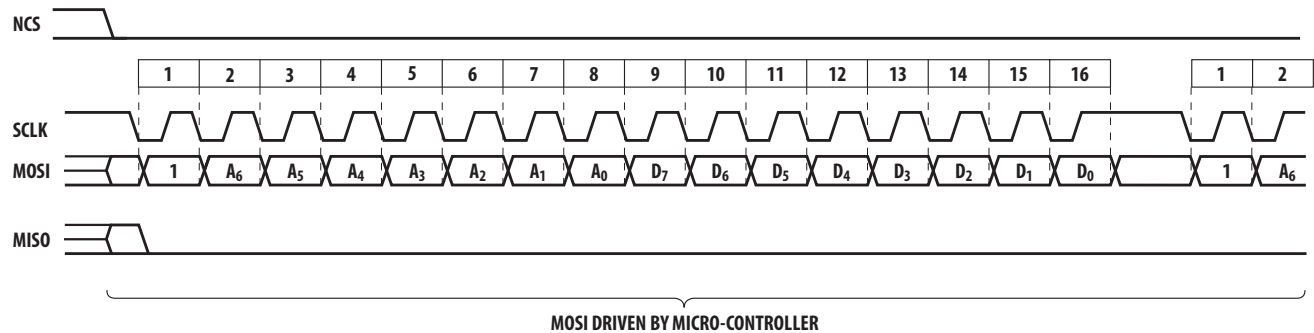 NCS
1 2 3 4 5 6 7 8 9 10 11 12 13 14 15 16 1 2
SCLK
MOSI 1 A6 A5 A4 A3 A2 A1 A0 D7 D6 D5 D4 D3 D2 D1 D0 1 A6
MISO
MOSI DRIVEN BY MICRO-CONTROLLER